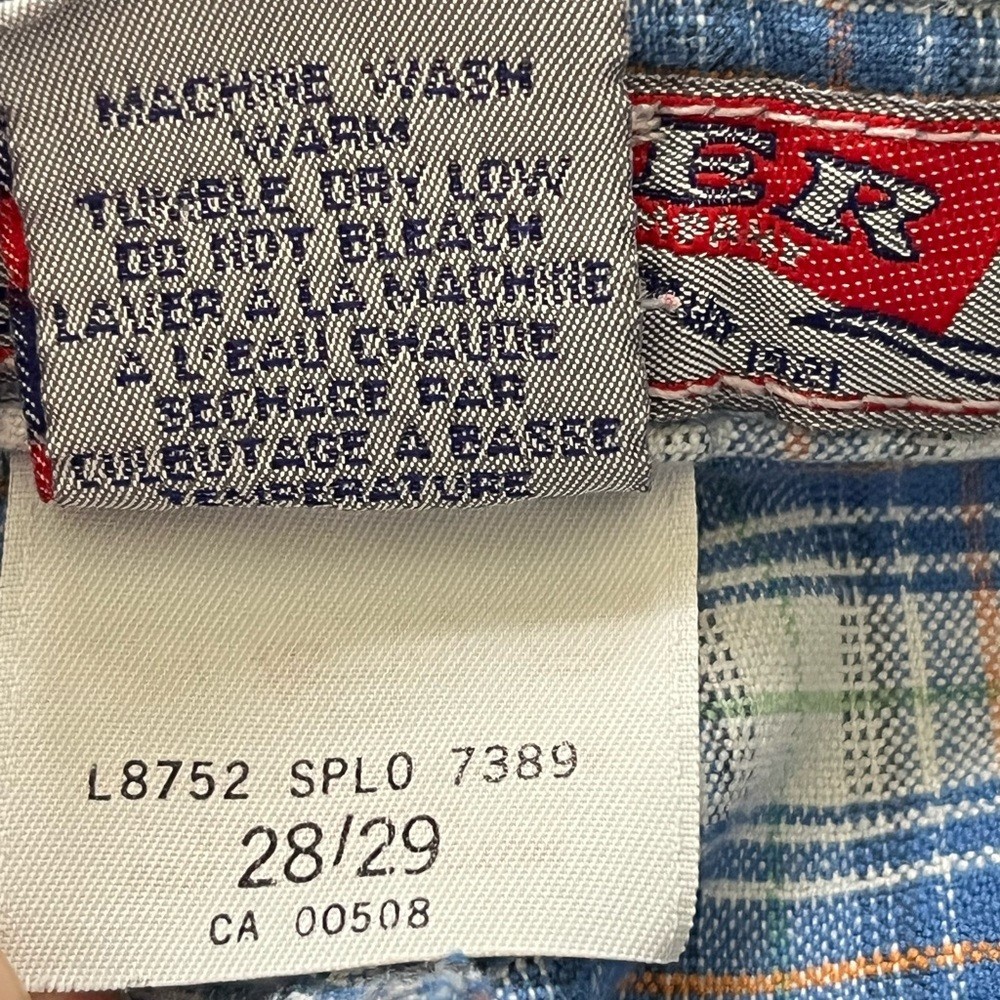 MACHINE WASH
WARM
TUMBLE DRY LOW
DO NOT BLEACH
LAVER A LA MACHINE
A L'EAU CHAUDE
SECHAGE PAR
CULBUTAGE A BASSE
TEMPERATURE
ER
MPANY
L8752 SPLO 7389
28/29
CA 00508